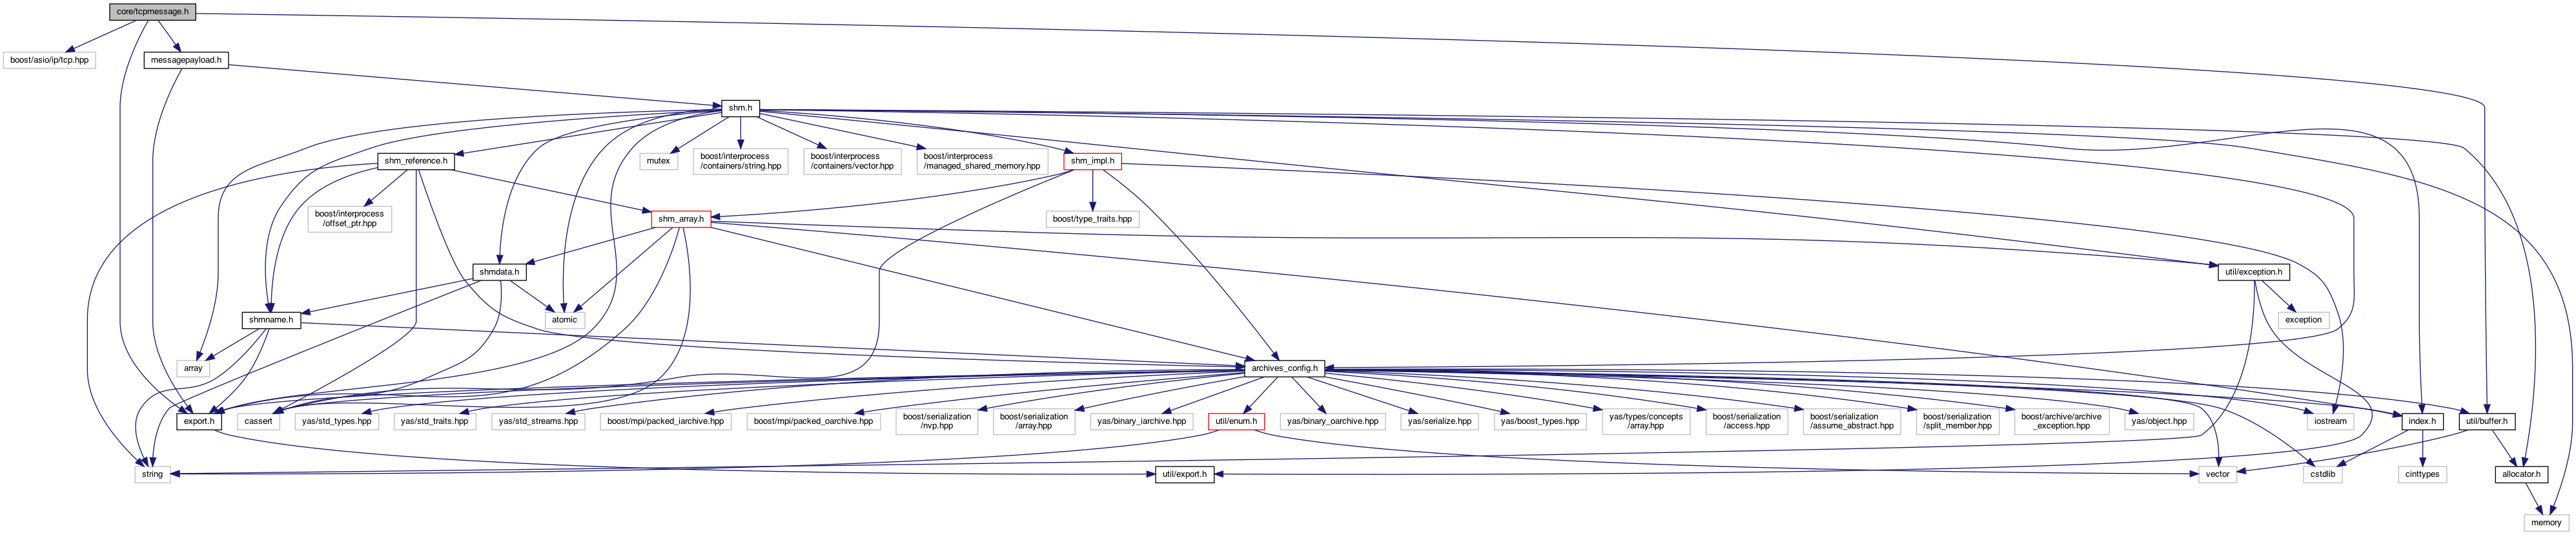 core/tcpmessage.h
boost/asio/ip/tcp.hpp
messagepayload.h
shm.h
shm_reference.h
mutex
boost/interprocess
/containers/string.hpp
boost/interprocess
/containers/vector.hpp
boost/interprocess
/managed_shared_memory.hpp
shm_impl.h
boost/interprocess
/offset_ptr.hpp
shm_array.h
boost/type_traits.hpp
shmdata.h
util/exception.h
shmname.h
atomic
exception
array
archives_config.h
export.h
cassert
yas/std_types.hpp
yas/std_traits.hpp
yas/std_streams.hpp
boost/mpi/packed_iarchive.hpp
boost/mpi/packed_oarchive.hpp
boost/serialization
/nvp.hpp
boost/serialization
/array.hpp
yas/binary_iarchive.hpp
util/enum.h
yas/binary_oarchive.hpp
yas/serialize.hpp
yas/boost_types.hpp
yas/types/concepts
/array.hpp
boost/serialization
/access.hpp
boost/serialization
/assume_abstract.hpp
boost/serialization
/split_member.hpp
boost/archive/archive
_exception.hpp
yas/object.hpp
iostream
index.h
util/buffer.h
string
util/export.h
vector
cstdlib
cinttypes
allocator.h
memory